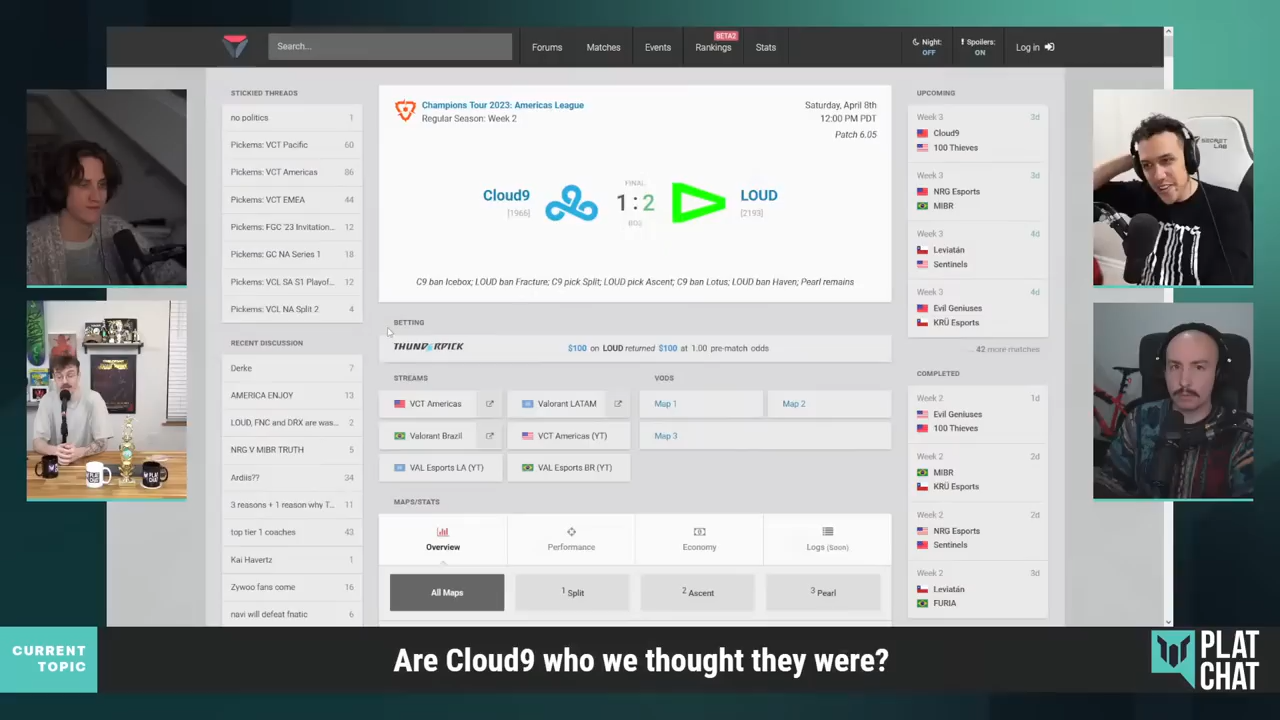 Search...
Forums
Matches
Events
BETA2
Rankings
Stats
Night:
OFF
Spoilers:
ON
Log in
STICKIED THREADS
no politics 1
Pickems: VCT Pacific 60
Pickems: VCT Americas 86
Pickems: VCT EMEA 44
Pickems: FGC '23 Invitation... 12
Pickems: GC NA Series 1 18
Pickems: VCL SA S1 Playof... 12
Pickems: VCL NA Split 2 4
RECENT DISCUSSION
Derke 7
AMERICA ENJOY 13
LOUD, FNC and DRX are was... 2
NRG V MIBR TRUTH 5
Ardiis?? 34
3 reasons + 1 reason why T... 11
top tier 1 coaches 43
Kai Havertz 1
Zywoo fans come 16
navi will defeat fnatic 6
Champions Tour 2023: Americas League
Regular Season: Week 2
Saturday, April 8th
12:00 PM PDT
Patch 6.05
Cloud9
[1966]
FINAL
1 : 2
BO3
LOUD
[2193]
C9 ban Icebox; LOUD ban Fracture; C9 pick Split; LOUD pick Ascent; C9 ban Lotus; LOUD ban Haven; Pearl remains
BETTING
THUNDERPICK
$100 on LOUD returned $100 at 1.00 pre-match odds
STREAMS
VCT Americas
Valorant LATAM
Valorant Brazil
VCT Americas (YT)
VAL Esports LA (YT)
VAL Esports BR (YT)
VODS
Map 1
Map 2
Map 3
MAPS/STATS
Overview
Performance
Economy
Logs (Soon)
All Maps
1 Split
2 Ascent
3 Pearl
UPCOMING
Week 3 3d
Cloud9
100 Thieves
Week 3 3d
NRG Esports
MIBR
Week 3 4d
Leviatán
Sentinels
Week 3 4d
Evil Geniuses
KRÜ Esports
... 42 more matches
COMPLETED
Week 2 1d
Evil Geniuses
100 Thieves
Week 2 2d
MIBR
KRÜ Esports
Week 2 2d
NRG Esports
Sentinels
Week 2 3d
Leviatán
FURIA
CURRENT
TOPIC
Are Cloud9 who we thought they were?
PLAT
CHAT